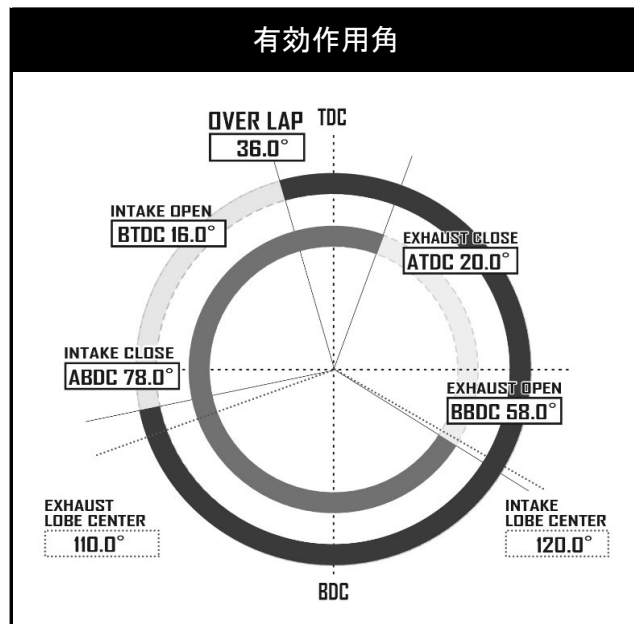 有効作用角
OVER LAP
36.0°
TDC
INTAKE OPEN
BTDC 16.0°
EXHAUST CLOSE
ATDC 20.0°
INTAKE CLOSE
ABDC 78.0°
EXHAUST OPEN
BBDC 58.0°
EXHAUST
LOBE CENTER
110.0°
INTAKE
LOBE CENTER
120.0°
BDC